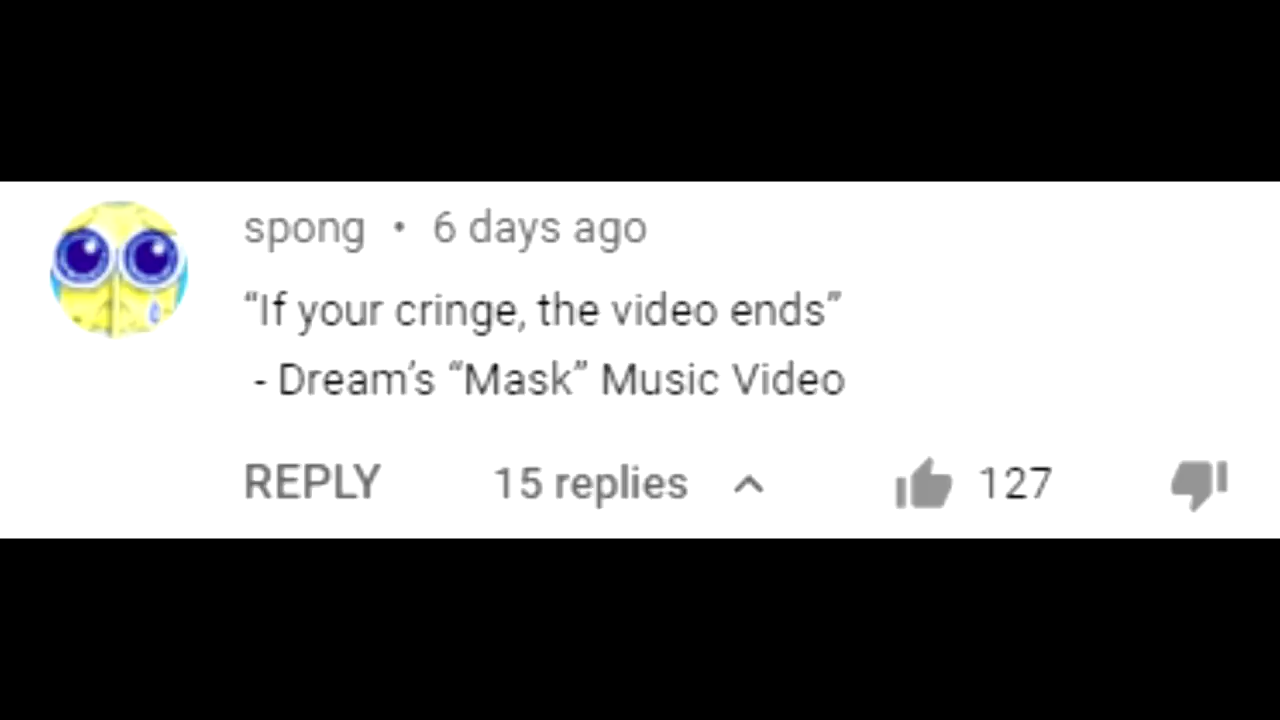 spong • 6 days ago
“If your cringe, the video ends”
- Dream’s “Mask” Music Video
REPLY 15 replies 127